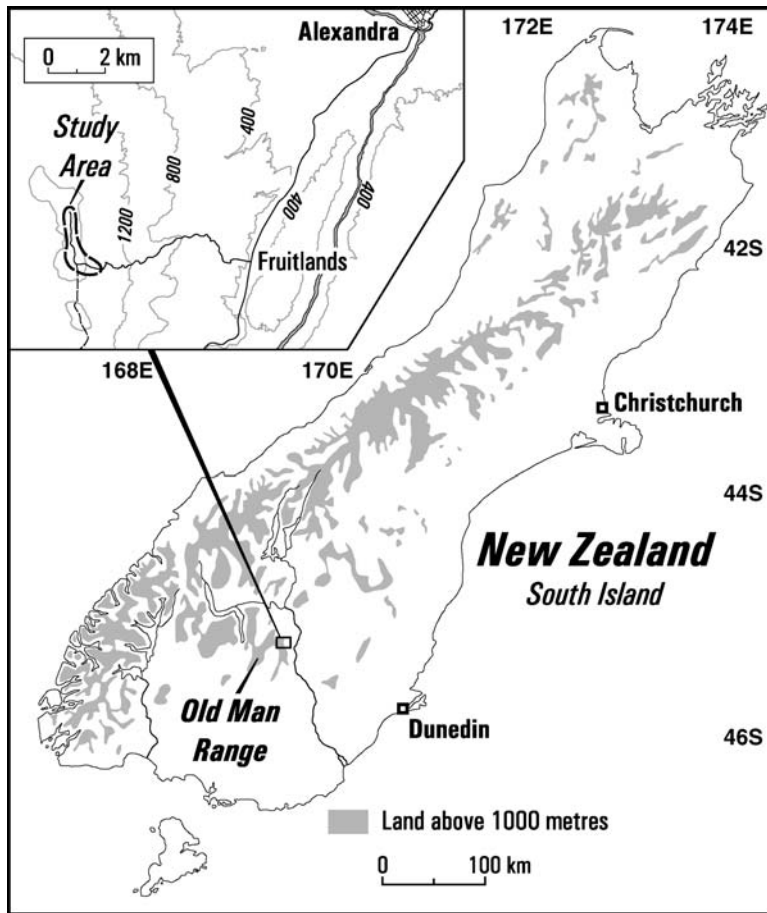 Alexandra
0 2 km
Study
Area
400
800
1200
400
400
Fruitlands
172E
174E
42S
168E
170E
Christchurch
44S
New Zealand
South Island
Old Man
Range
Dunedin
46S
Land above 1000 metres
0 100 km